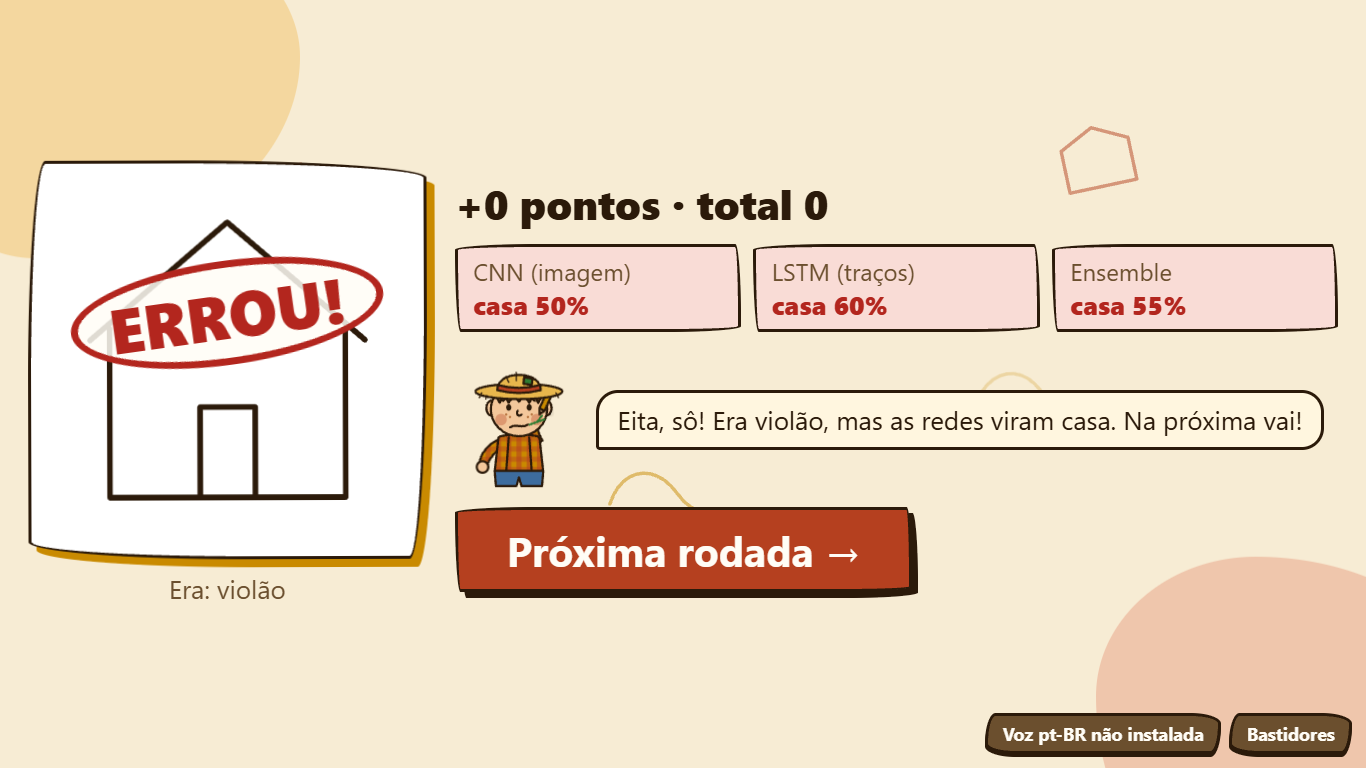 ERROU!
Era: violão
+0 pontos · total 0
CNN (imagem)
casa 50%
LSTM (traços)
casa 60%
Ensemble
casa 55%
Eita, sô! Era violão, mas as redes viram casa. Na próxima vai!
Próxima rodada →
Voz pt-BR não instalada
Bastidores